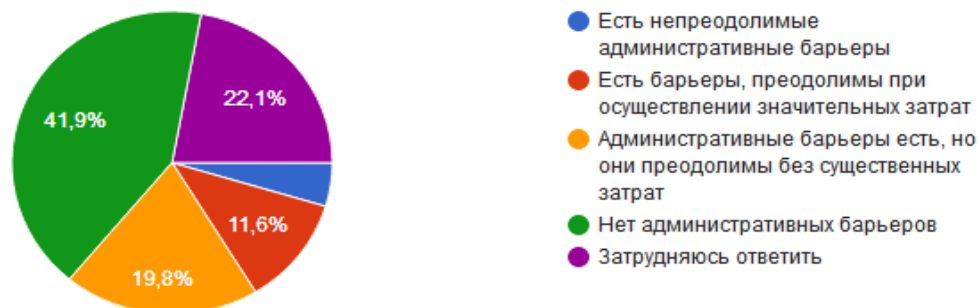 41,9%
22,1%
11,6%
19,8%
Есть непреодолимые
административные барьеры
Есть барьеры, преодолимы при
осуществлении значительных затрат
Административные барьеры есть, но
они преодолимы без существенных
затрат
Нет административных барьеров
Затрудняюсь ответить